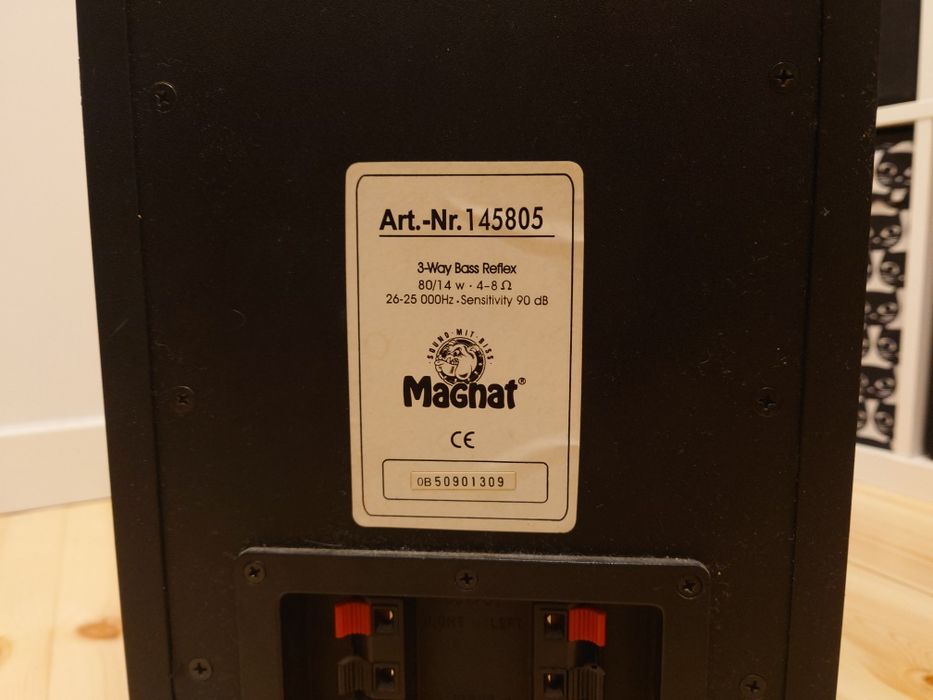 Art.-Nr. 145805
3-Way Bass Reflex
80/14 w · 4-8 Ω
26-25 000Hz · Sensitivity 90 dB
· SOUND · MIT · BISS ·
Magnat®
CE
0B50901309
LEFT